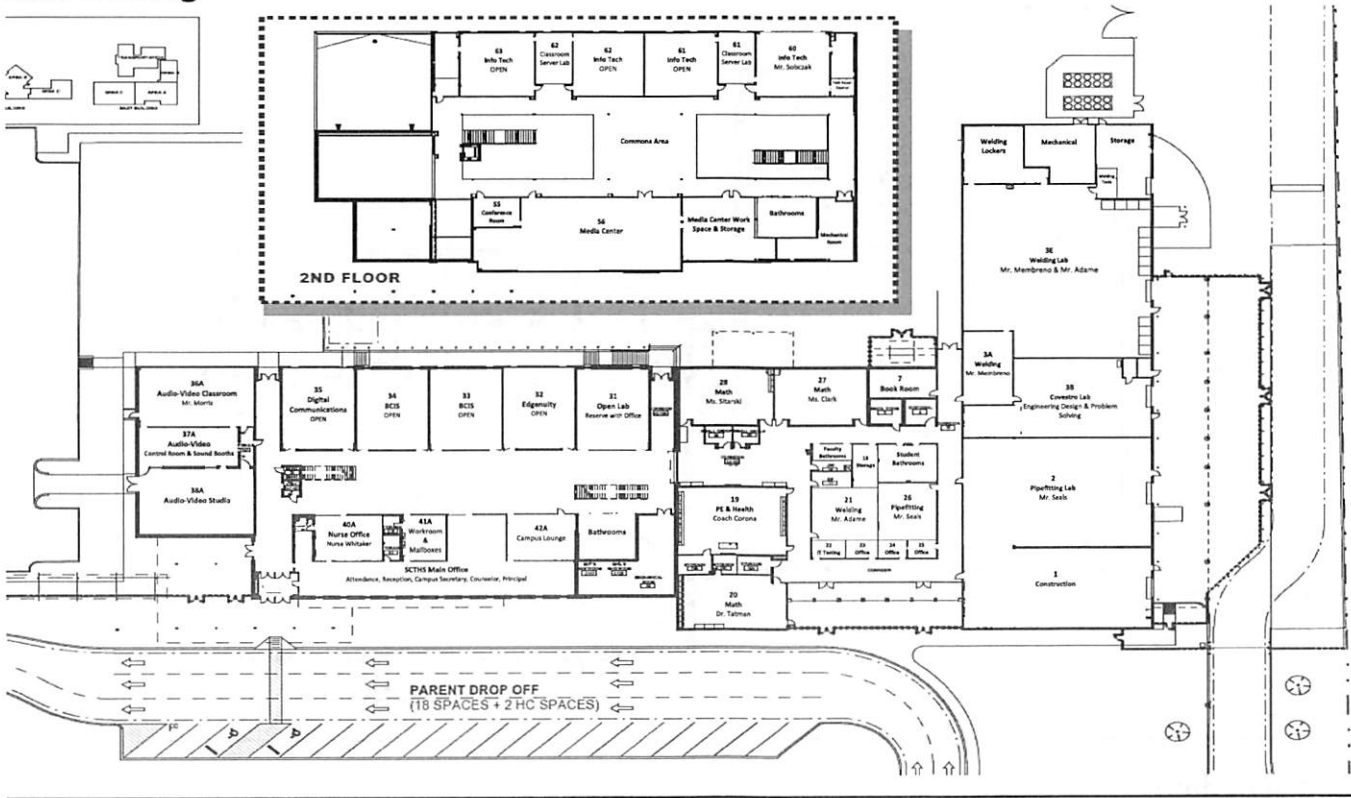 63
Info Tech
OPEN
62
Classroom
Server Lab
62
Info Tech
OPEN
61
Info Tech
OPEN
61
Classroom
Server Lab
60
Info Tech
Mr. Sobczak
Commons Area
55
Conference
Room
56
Media Center
Media Center Work
Space & Storage
Bathrooms
Mechanical
Room
2ND FLOOR
Welding
Lockers
Mechanical
Storage
Welding
3E
Welding Lab
Mr. Membreno & Mr. Adame
3A
Welding
Mr. Membreno
3B
Covestro Lab
Engineering Design & Problem
Solving
2
Pipefitting Lab
Mr. Seals
1
Construction
36A
Audio-Video Classroom
Mr. Morris
37A
Audio-Video
Control Room & Sound Booths
38A
Audio-Video Studio
35
Digital
Communications
OPEN
34
BCIS
OPEN
33
BCIS
OPEN
32
Edgenuity
OPEN
31
Open Lab
Reserve with Office
28
Math
Ms. Sitarski
27
Math
Ms. Clark
7
Book Room
Faculty
Bathrooms
18
Storage
Student
Bathrooms
19
PE & Health
Coach Corona
21
Welding
Mr. Adame
26
Pipefitting
Mr. Seals
22
IT Testing
23
Office
24
Office
25
Office
CORRIDOR
20
Math
Dr. Tatman
40A
Nurse Office
Nurse Whitaker
41A
Workroom
&
Mailboxes
42A
Campus Lounge
Bathrooms
SCTHS Main Office
Attendance, Reception, Campus Secretary, Counselor, Principal
PARENT DROP OFF
(18 SPACES + 2 HC SPACES)